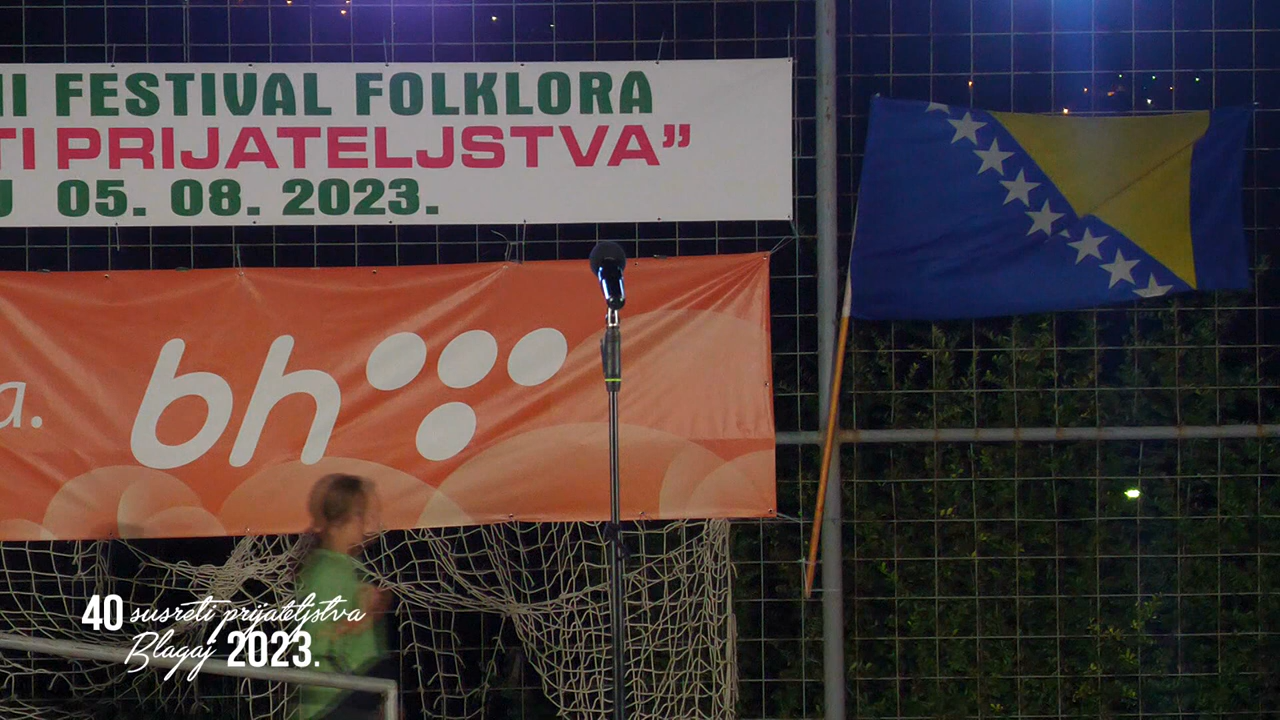 FESTIVAL FOLKLORA
PRIJATELJSTVA”
05. 08. 2023.
a.
bh
40 susreti prijateljstva
Blagaj 2023.